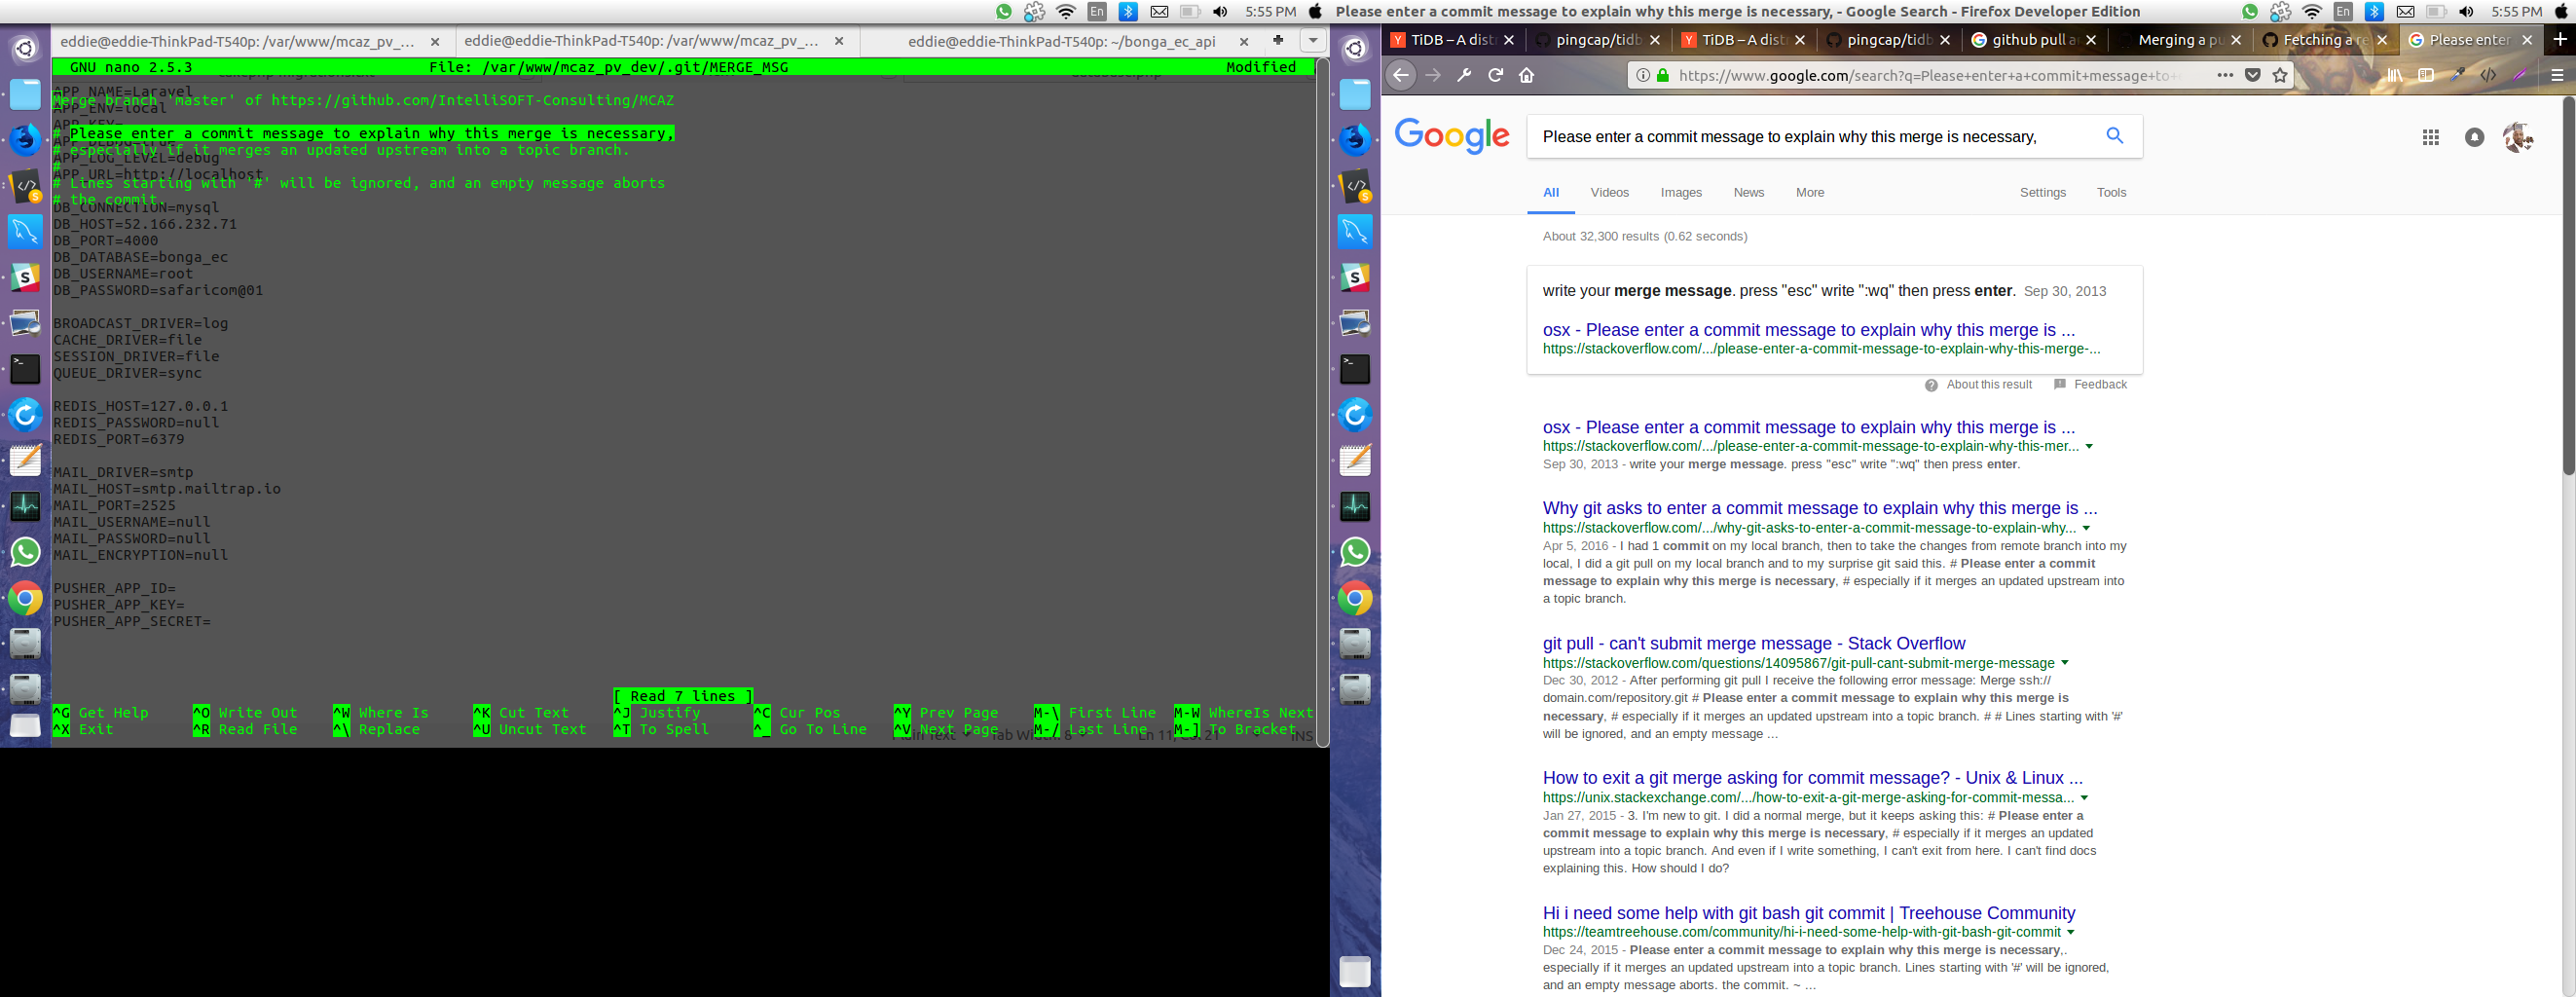 En
5:55 PM
Please enter a commit message to explain why this merge is necessary, - Google Search - Firefox Developer Edition
En
5:55 PM
eddie@eddie-ThinkPad-T540p: /var/www/mcaz_pv_...
eddie@eddie-ThinkPad-T540p: /var/www/mcaz_pv_...
eddie@eddie-ThinkPad-T540p: ~/bonga_ec_api
GNU nano 2.5.3 File: /var/www/mcaz_pv_dev/.git/MERGE_MSG Modified
APP_NAME=Laravel
Merge branch 'master' of https://github.com/IntelliSOFT-Consulting/MCAZ
APP_ENV=local
# Please enter a commit message to explain why this merge is necessary,
# especially if it merges an updated upstream into a topic branch.
APP_LOG_LEVEL=debug
#
APP_URL=http://localhost
# Lines starting with '#' will be ignored, and an empty message aborts
# the commit.
DB_CONNECTION=mysql
DB_HOST=52.166.232.71
DB_PORT=4000
DB_DATABASE=bonga_ec
DB_USERNAME=root
DB_PASSWORD=safaricom@01
BROADCAST_DRIVER=log
CACHE_DRIVER=file
SESSION_DRIVER=file
QUEUE_DRIVER=sync
REDIS_HOST=127.0.0.1
REDIS_PASSWORD=null
REDIS_PORT=6379
MAIL_DRIVER=smtp
MAIL_HOST=smtp.mailtrap.io
MAIL_PORT=2525
MAIL_USERNAME=null
MAIL_PASSWORD=null
MAIL_ENCRYPTION=null
PUSHER_APP_ID=
PUSHER_APP_KEY=
PUSHER_APP_SECRET=
[ Read 7 lines ]
^G Get Help ^O Write Out ^W Where Is ^K Cut Text ^J Justify ^C Cur Pos ^Y Prev Page M-\ First Line M-W WhereIs Next
^X Exit ^R Read File ^\ Replace ^U Uncut Text ^T To Spell ^_ Go To Line ^V Next Page M-/ Last Line M-] To Bracket
INS
TiDB – A dist
pingcap/tidb
TiDB – A dist
pingcap/tidb
github pull a
Merging a pu
Fetching a re
Please enter
https://www.google.com/search?q=Please+enter+a+commit+message+to+
Google
Please enter a commit message to explain why this merge is necessary,
All Videos Images News More Settings Tools
About 32,300 results (0.62 seconds)
write your merge message. press "esc" write ":wq" then press enter. Sep 30, 2013
osx - Please enter a commit message to explain why this merge is ...
https://stackoverflow.com/.../please-enter-a-commit-message-to-explain-why-this-merge-...
About this result Feedback
osx - Please enter a commit message to explain why this merge is ...
https://stackoverflow.com/.../please-enter-a-commit-message-to-explain-why-this-mer...
Sep 30, 2013 - write your merge message. press "esc" write ":wq" then press enter.
Why git asks to enter a commit message to explain why this merge is ...
https://stackoverflow.com/.../why-git-asks-to-enter-a-commit-message-to-explain-why...
Apr 5, 2016 - I had 1 commit on my local branch, then to take the changes from remote branch into my
local, I did a git pull on my local branch and to my surprise git said this. # Please enter a commit
message to explain why this merge is necessary, # especially if it merges an updated upstream into
a topic branch.
git pull - can't submit merge message - Stack Overflow
https://stackoverflow.com/questions/14095867/git-pull-cant-submit-merge-message
Dec 30, 2012 - After performing git pull I receive the following error message: Merge ssh://
domain.com/repository.git # Please enter a commit message to explain why this merge is
necessary, # especially if it merges an updated upstream into a topic branch. # # Lines starting with '#'
will be ignored, and an empty message ...
How to exit a git merge asking for commit message? - Unix & Linux ...
https://unix.stackexchange.com/.../how-to-exit-a-git-merge-asking-for-commit-messa...
Jan 27, 2015 - 3. I'm new to git. I did a normal merge, but it keeps asking this: # Please enter a
commit message to explain why this merge is necessary, # especially if it merges an updated
upstream into a topic branch. And even if I write something, I can't exit from here. I can't find docs
explaining this. How should I do?
Hi i need some help with git bash git commit | Treehouse Community
https://teamtreehouse.com/community/hi-i-need-some-help-with-git-bash-git-commit
Dec 24, 2015 - Please enter a commit message to explain why this merge is necessary,.
especially if it merges an updated upstream into a topic branch. Lines starting with '#' will be ignored,
and an empty message aborts. the commit. ~ ...